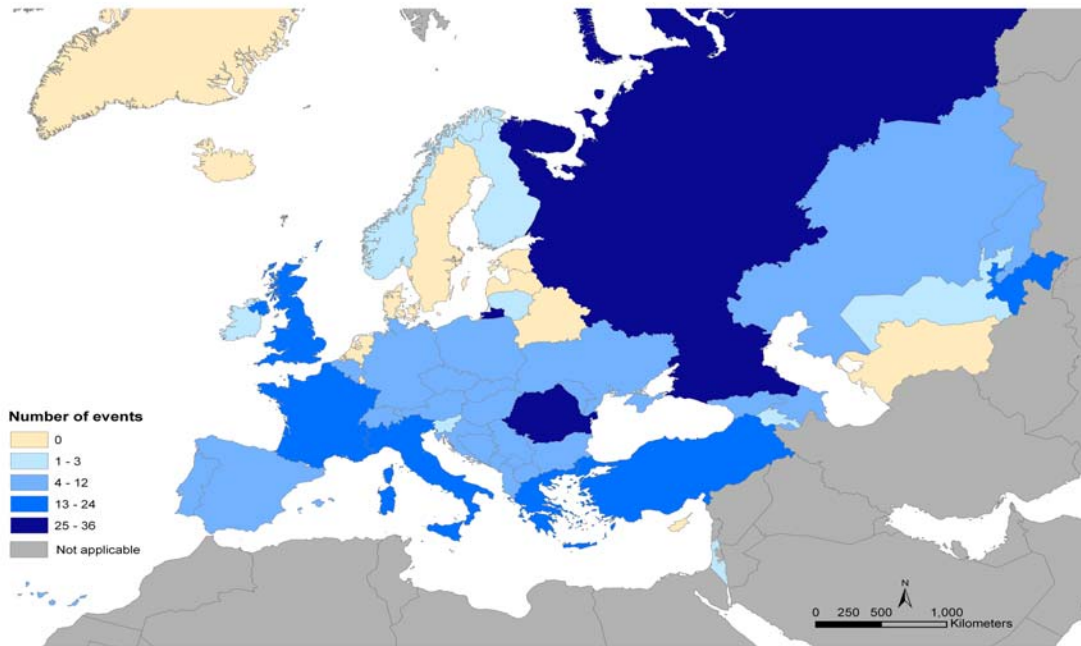 Number of events
0
1 - 3
4 - 12
13 - 24
25 - 36
Not applicable
N
0 250 500 1,000
Kilometers